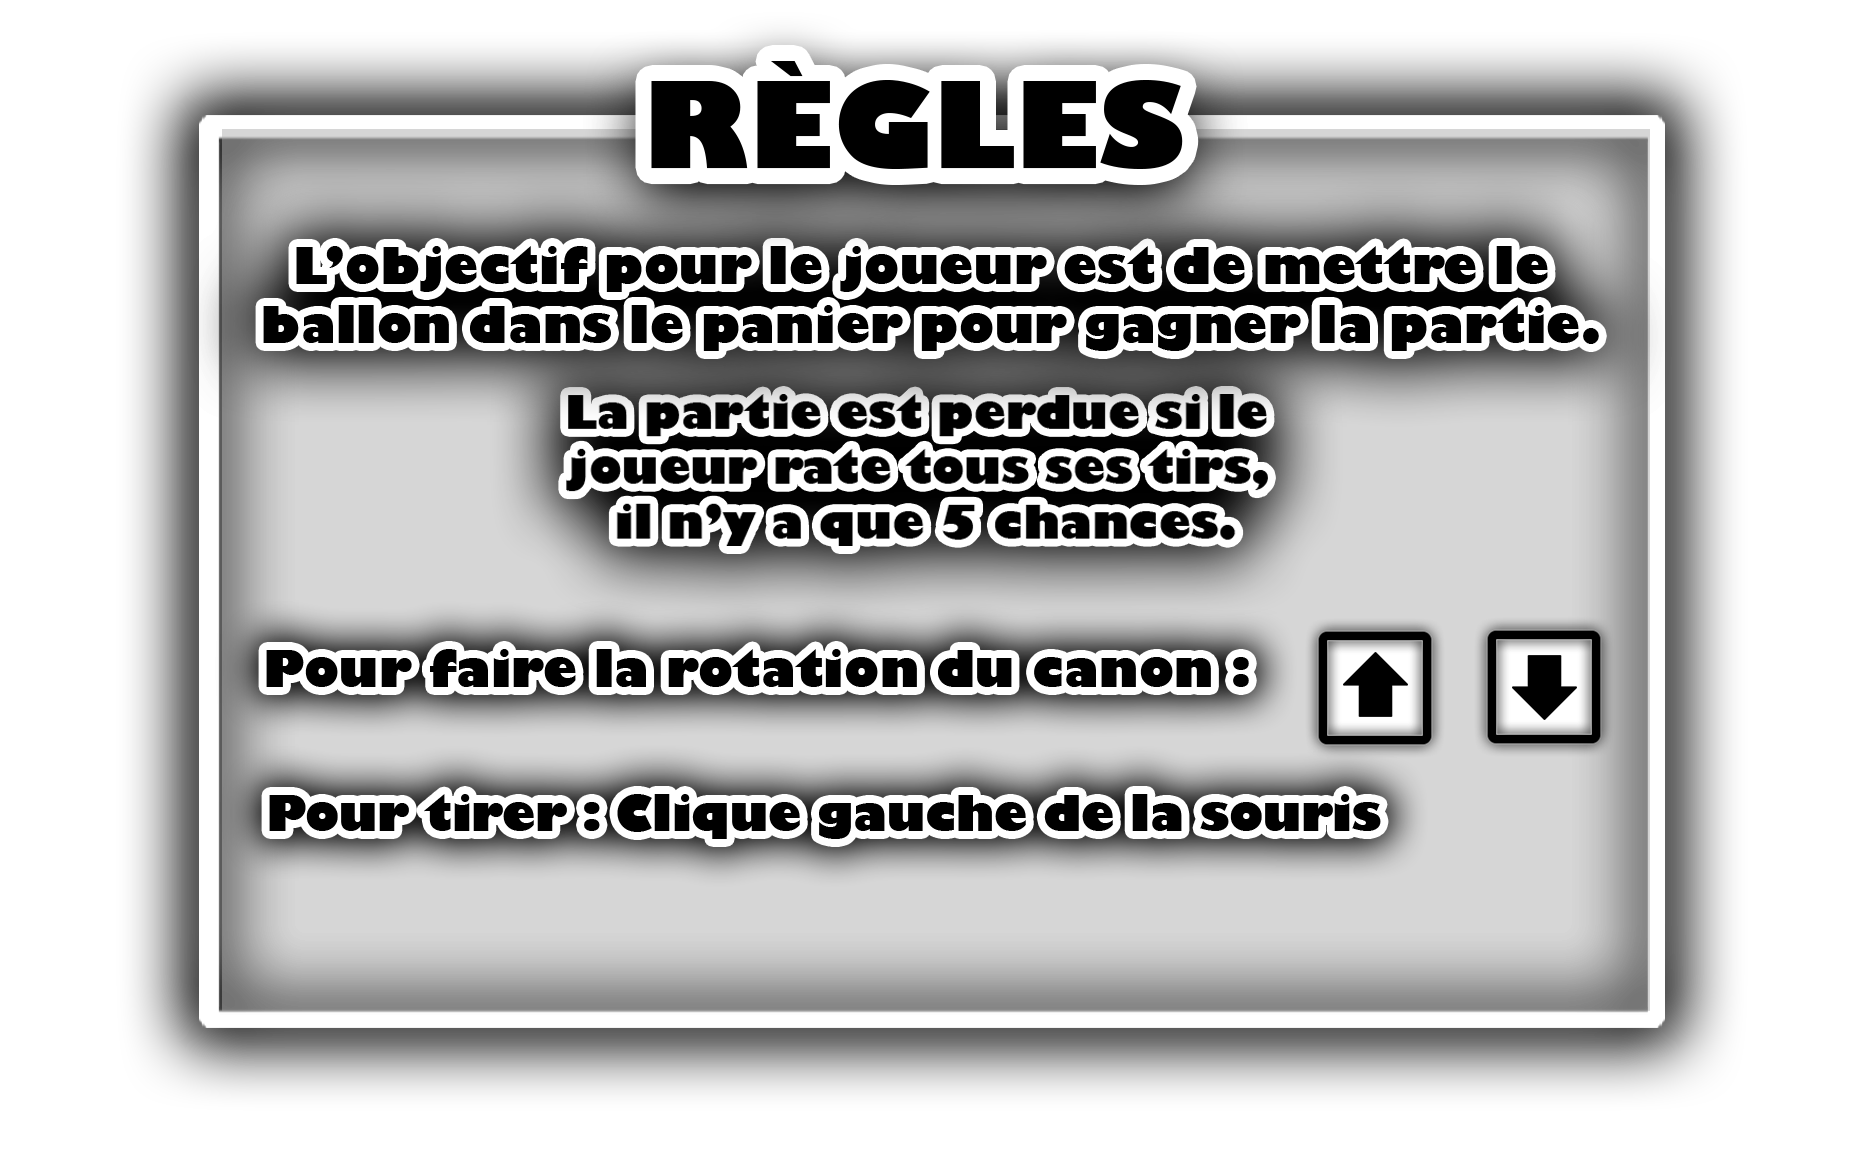 RÈGLES
L'objectif pour le joueur est de mettre le
ballon dans le panier pour gagner la partie.
La partie est perdue si le
joueur rate tous ses tirs,
il n'y a que 5 chances.
Pour faire la rotation du canon :
Pour tirer : Clique gauche de la souris